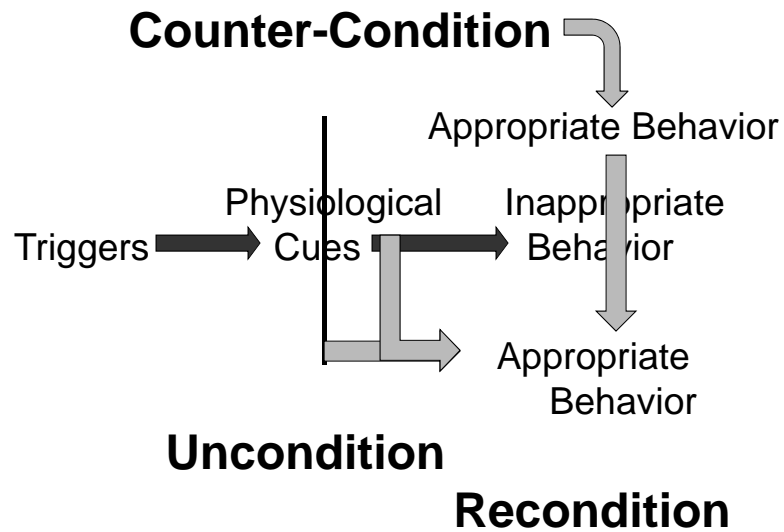 Counter-Condition
Appropriate Behavior
Physiological Inappropriate
Triggers Cues Behavior
Appropriate
Behavior
Uncondition
Recondition